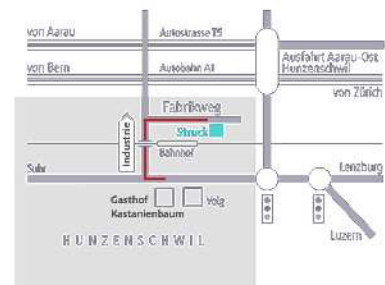 von Aarau
Autostrasse T5
von Bern
Autobahn A1
Ausfahrt Aarau-Ost
Hunzenschwil
von Zürich
Fabrikweg
Struck
Industrie
Bahnhof
Suhr
Lenzburg
Gasthof
Kastanienbaum
Volg
Luzern
HUNZENSCHWIL